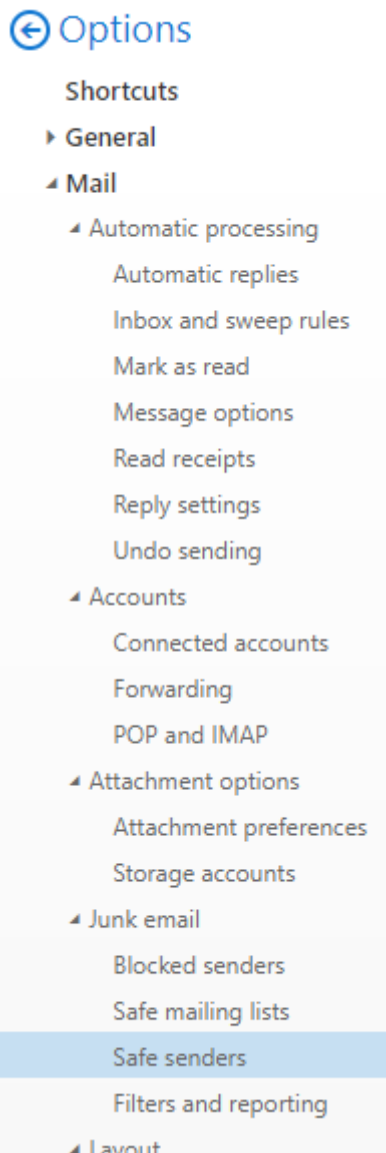 Options
Shortcuts
General
Mail
Automatic processing
Automatic replies
Inbox and sweep rules
Mark as read
Message options
Read receipts
Reply settings
Undo sending
Accounts
Connected accounts
Forwarding
POP and IMAP
Attachment options
Attachment preferences
Storage accounts
Junk email
Blocked senders
Safe mailing lists
Safe senders
Filters and reporting
Layout